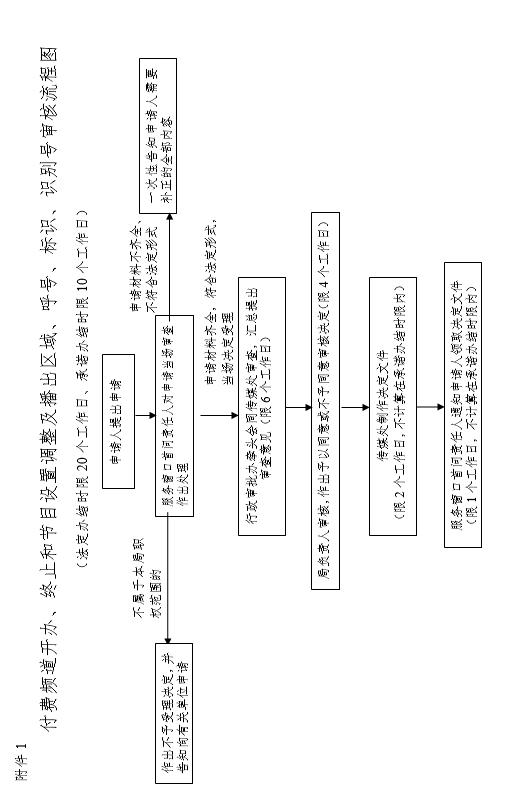 附件 1
付费频道开办、终止和节目设置调整及播出区域、呼号、标识、识别号审核流程图
（法定办结时限 20 个工作日、承诺办结时限 10 个工作日）
申请人提出申请
服务窗口首问责任人对申请当场审查
作出处理
不属于本局职
权范围的
作出不予受理决定，并
告知向有关单位申请
申请材料不齐全、
不符合法定形式
一次性告知申请人需要
补正的全部内容
申请材料齐全，符合法定形式，
当场决定受理
行政审批办牵头会同传媒处审查，汇总提出
审查意见（限 6 个工作日）
局负责人审核，作出予以同意或不予同意审核决定（限 4 个工作日）
传媒处制作决定文件
（限 2 个工作日，不计算在承诺办结时限内）
服务窗口首问责任人通知申请人领取决定文件
（限 1 个工作日，不计算在承诺办结时限内）